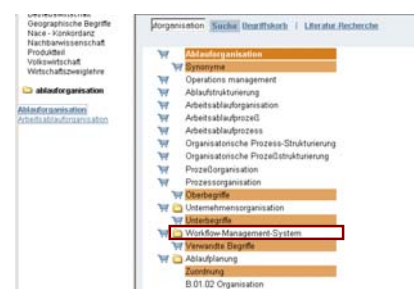 Betriebswirtschaft
Geographische Begriffe
Nace - Konkordanz
Nachbarwissenschaft
Produktteil
Volkswirtschaft
Wirtschaftszweiglehre
ablauforganisation
Ablauforganisation
Arbeitsablauforganisation
dorganisation Suche Begriffskorb | Literatur-Recherche
Ablauforganisation
Synonyme
Operations management
Ablaufstrukturierung
Arbeitsablauforganisation
Arbeitsablaufprozeß
Arbeitsablaufprozess
Organisatorische Prozess-Strukturierung
Organisatorische Prozeßstrukturierung
Prozeßorganisation
Prozessorganisation
Oberbegriffe
Unternehmensorganisation
Unterbegriffe
Workflow-Management-System
Verwandte Begriffe
Ablaufplanung
Zuordnung
B.01.02 Organisation